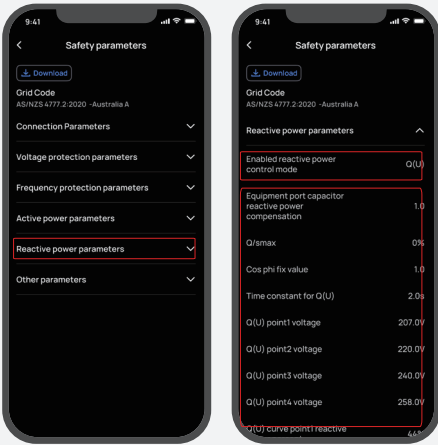 9:41
Safety parameters
Download
Grid Code
AS/NZS 4777.2:2020 -Australia A
Connection Parameters
Voltage protection parameters
Frequency protection parameters
Active power parameters
Reactive power parameters
Other parameters
9:41
Safety parameters
Download
Grid Code
AS/NZS 4777.2:2020 -Australia A
Reactive power parameters
Enabled reactive power
control mode Q(U)
Equipment port capacitor
reactive power
compensation 1.0
Q/smax 0%
Cos phi fix value 1.0
Time constant for Q(U) 2.0s
Q(U) point1 voltage 207.0V
Q(U) point2 voltage 220.0V
Q(U) point3 voltage 240.0V
Q(U) point4 voltage 258.0V
Q(U) curve point1 reactive